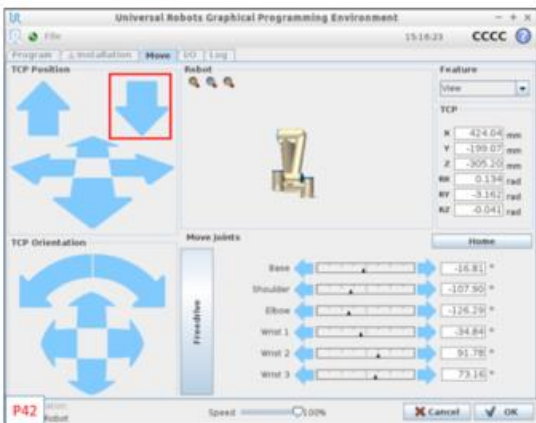 Universal Robots Graphical Programming Environment
File
15:16:23 CCCC
Program Installation Move I/O Log
TCP Position
Robot
Feature
View
TCP
X 424.04 mm
Y -199.07 mm
Z -305.20 mm
RX 0.134 rad
RY -3.162 rad
RZ -0.041 rad
Home
TCP Orientation
Move Joints
Freedrive
Base -16.81 °
Shoulder -107.90 °
Elbow -126.29 °
Wrist 1 -34.84 °
Wrist 2 91.78 °
Wrist 3 73.16 °
P42
Robot
Speed 100%
Cancel
OK